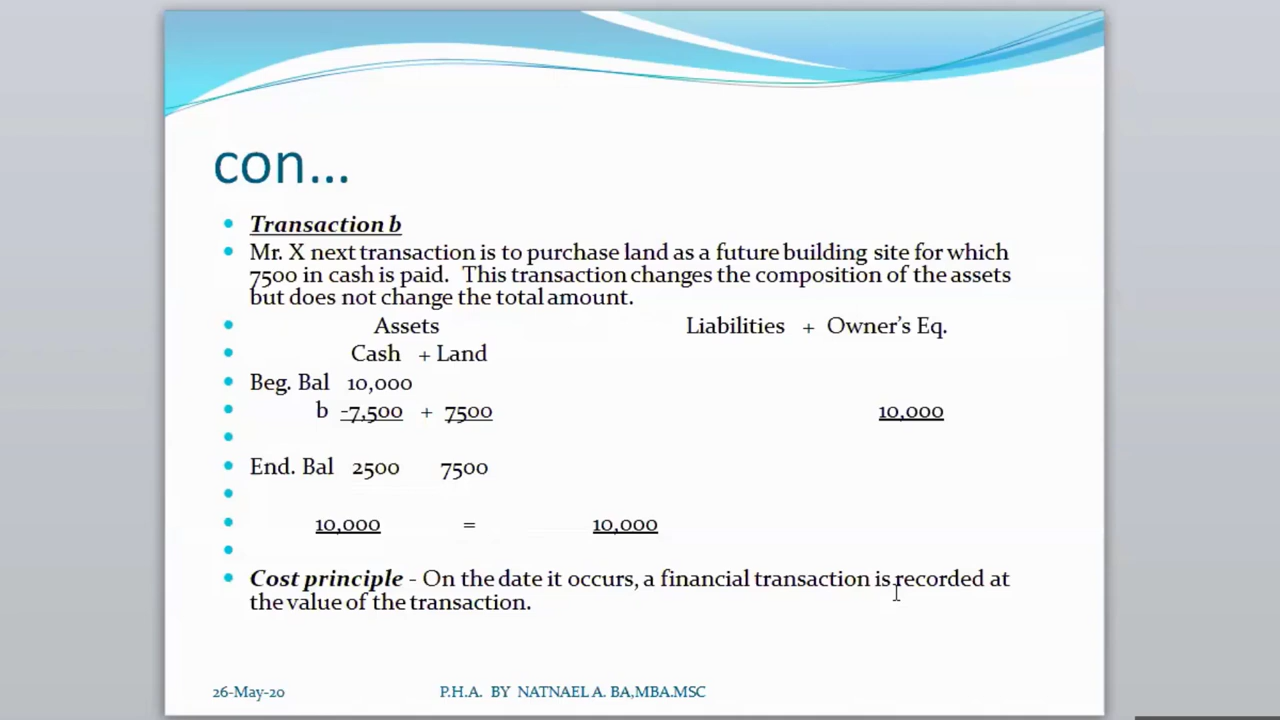 con...
Transaction b
Mr. X next transaction is to purchase land as a future building site for which
7500 in cash is paid. This transaction changes the composition of the assets
but does not change the total amount.
Assets Liabilities + Owner's Eq.
Cash + Land
Beg. Bal 10,000
b -7,500 + 7500 10,000
End. Bal 2500 7500
10,000 = 10,000
Cost principle - On the date it occurs, a financial transaction is recorded at
the value of the transaction.
26-May-20 P.H.A. BY NATNAEL A. BA,MBA.MSC